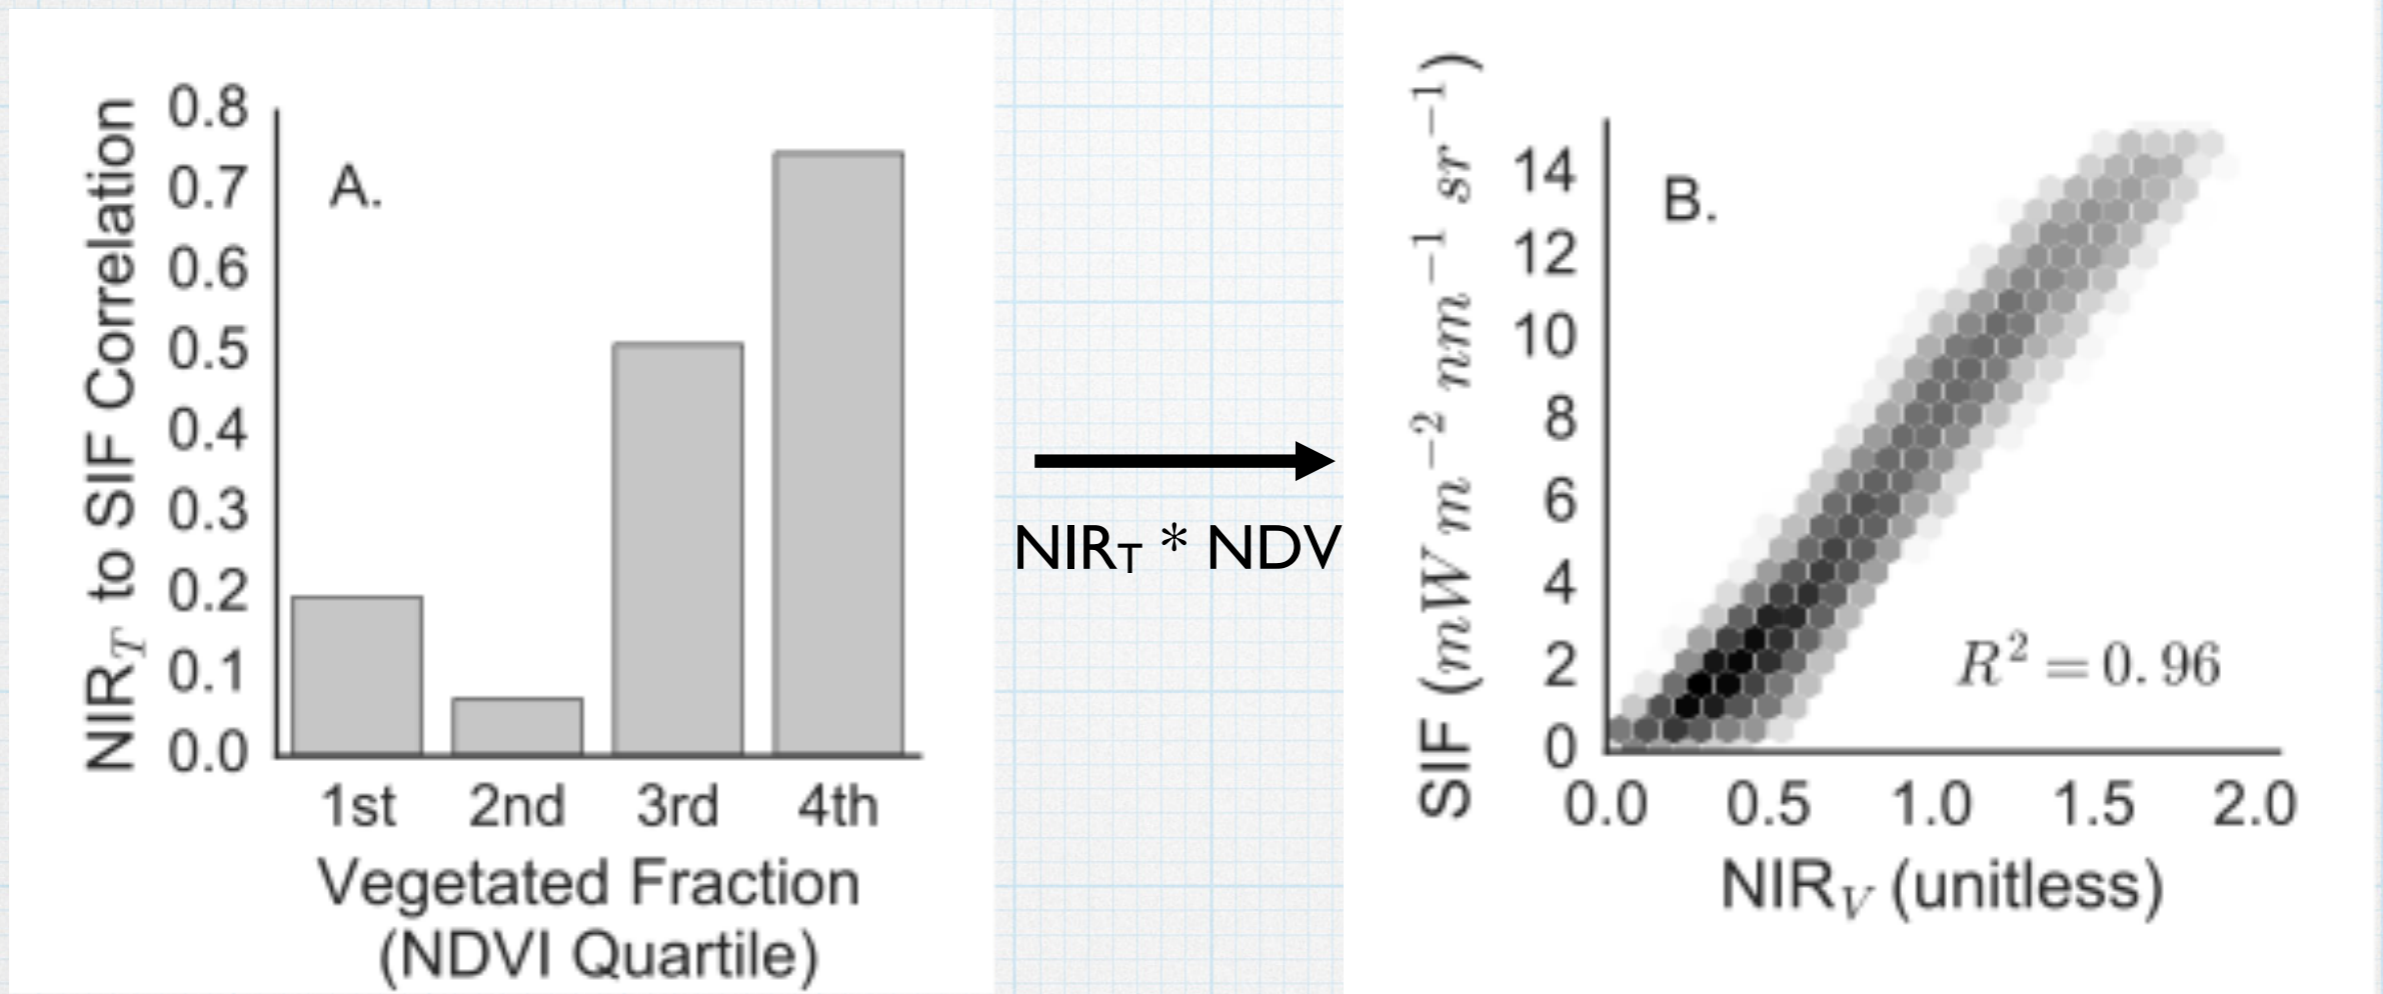 NIR_T to SIF Correlation
0.8
0.7
0.6
0.5
0.4
0.3
0.2
0.1
0.0
A.
1st 2nd 3rd 4th
Vegetated Fraction
(NDVI Quartile)
NIR_T * NDV
SIF (mW m^−2 nm^−1 sr^−1)
14
12
10
8
6
4
2
0
B.
R^2 = 0.96
0.0 0.5 1.0 1.5 2.0
NIR_V (unitless)